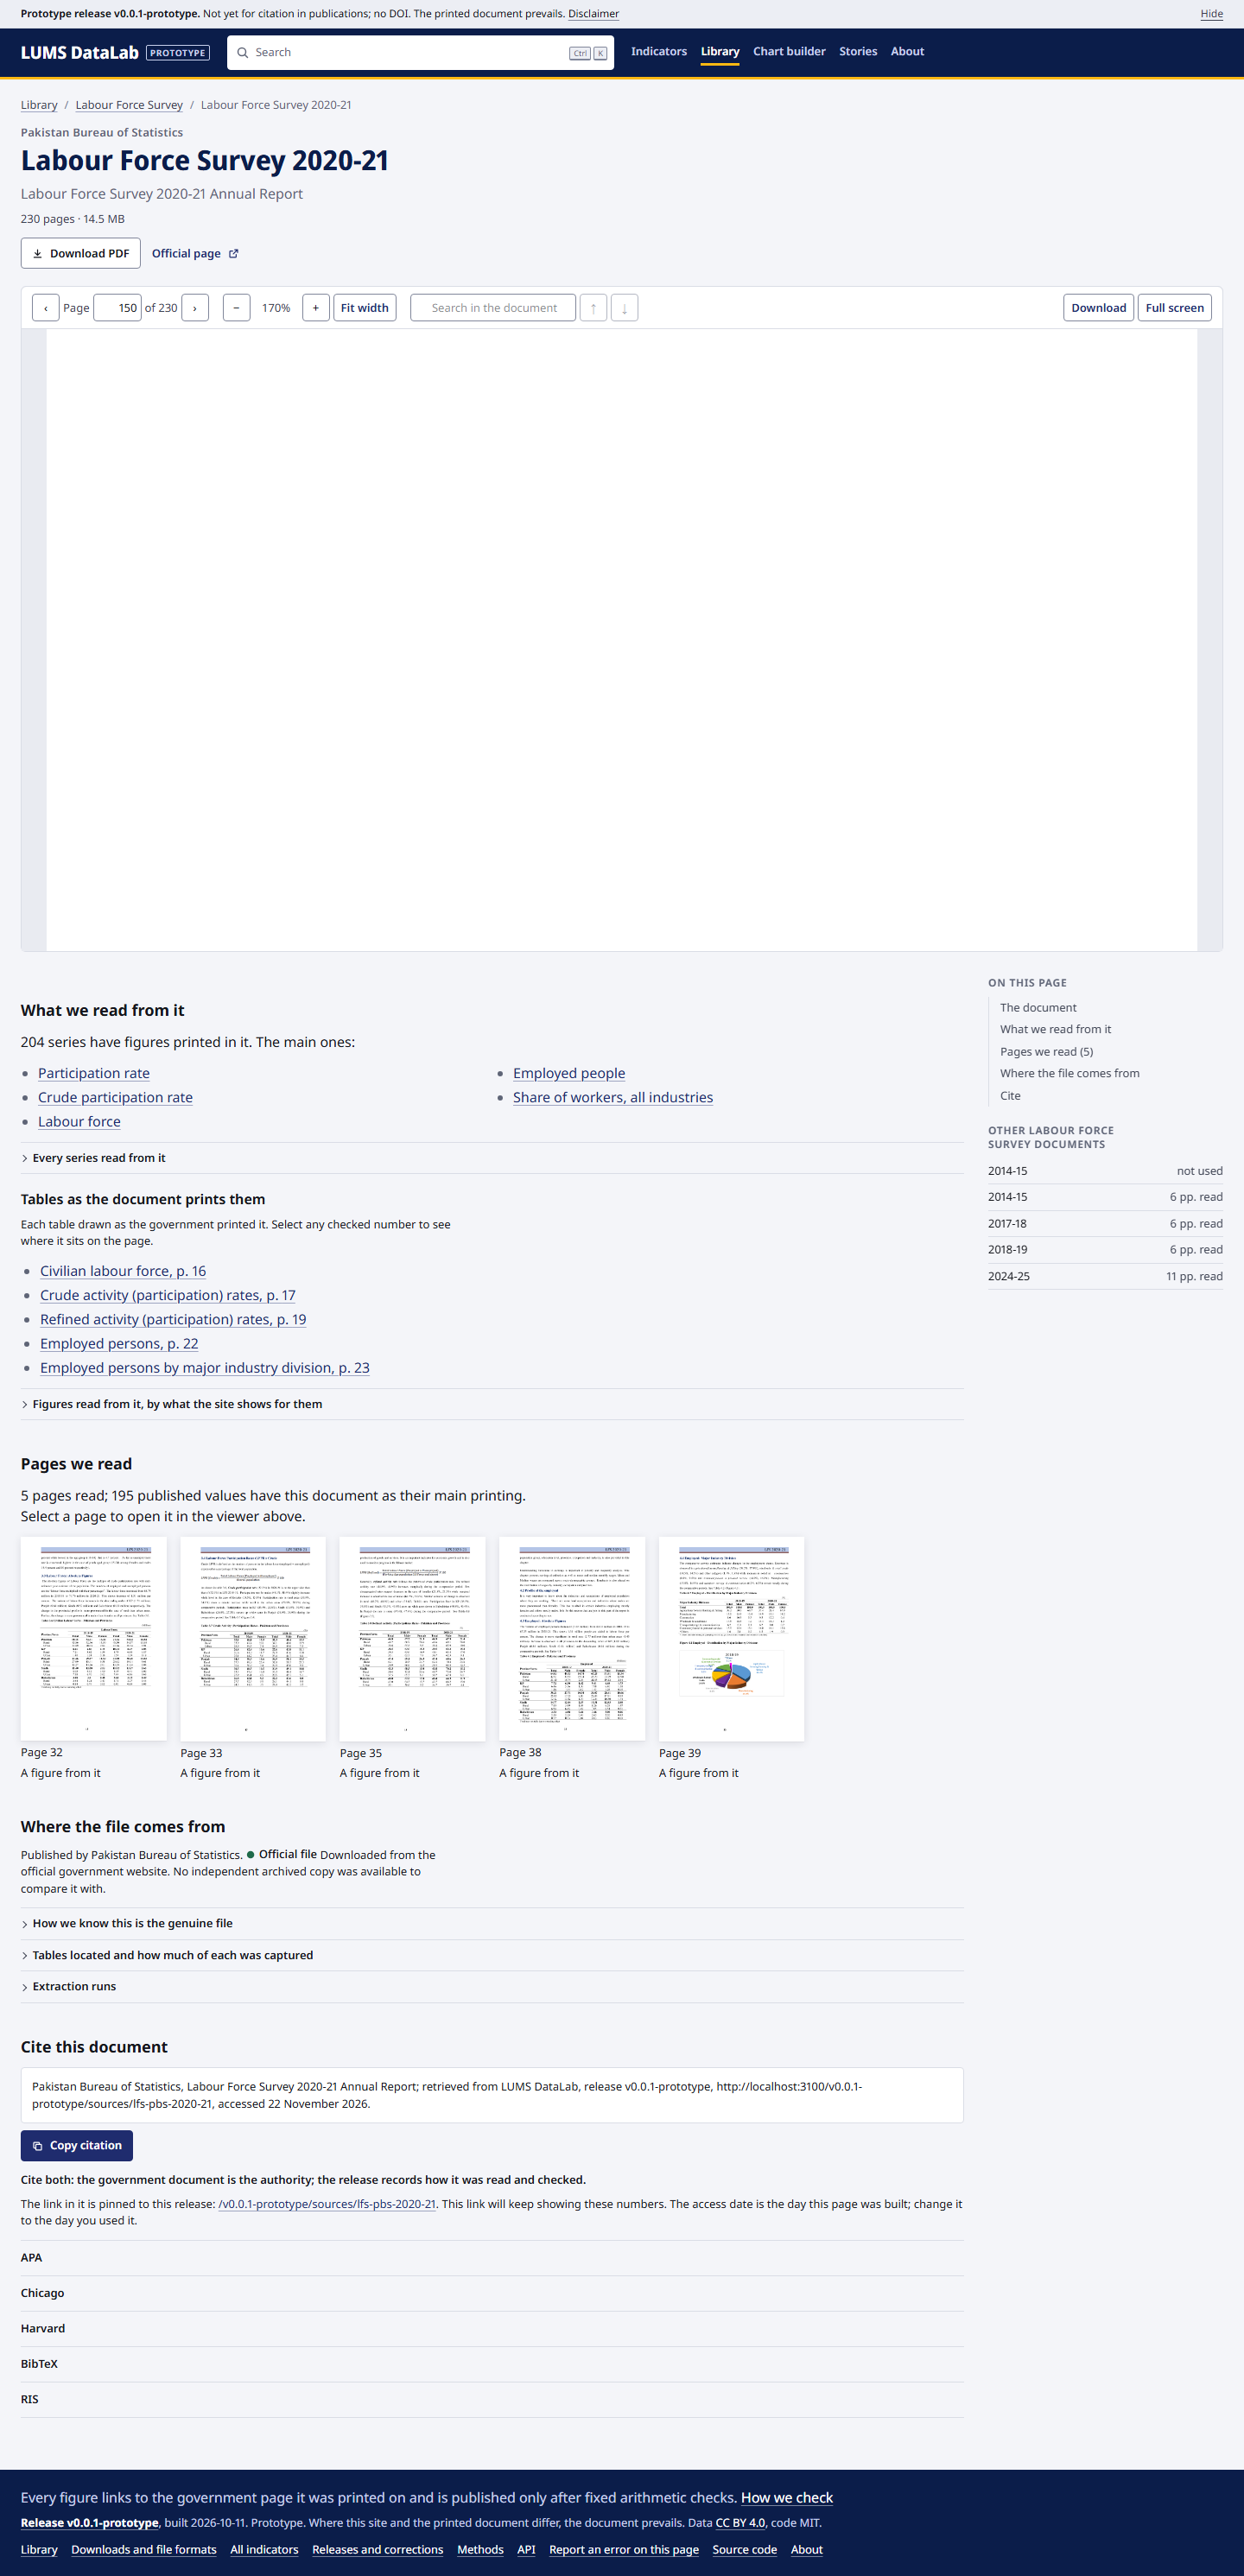 Prototype release v0.0.1-prototype. Not yet for citation in publications; no DOI. The printed document prevails. Disclaimer
Hide
LUMS DataLab PROTOTYPE
Search Ctrl K
Indicators Library Chart builder Stories About
Library / Labour Force Survey / Labour Force Survey 2020-21
Pakistan Bureau of Statistics
Labour Force Survey 2020-21
Labour Force Survey 2020-21 Annual Report
230 pages · 14.5 MB
Download PDF Official page
‹ Page 150 of 230 › − 170% + Fit width Search in the document ↑ ↓ Download Full screen
What we read from it
204 series have figures printed in it. The main ones:
Participation rate
Crude participation rate
Labour force
Employed people
Share of workers, all industries
Every series read from it
Tables as the document prints them
Each table drawn as the government printed it. Select any checked number to see
where it sits on the page.
Civilian labour force, p. 16
Crude activity (participation) rates, p. 17
Refined activity (participation) rates, p. 19
Employed persons, p. 22
Employed persons by major industry division, p. 23
Figures read from it, by what the site shows for them
ON THIS PAGE
The document
What we read from it
Pages we read (5)
Where the file comes from
Cite
OTHER LABOUR FORCE
SURVEY DOCUMENTS
2014-15 not used
2014-15 6 pp. read
2017-18 6 pp. read
2018-19 6 pp. read
2024-25 11 pp. read
Pages we read
5 pages read; 195 published values have this document as their main printing.
Select a page to open it in the viewer above.
Page 32
A figure from it
Page 33
A figure from it
Page 35
A figure from it
Page 38
A figure from it
Page 39
A figure from it
Where the file comes from
Published by Pakistan Bureau of Statistics. Official file Downloaded from the
official government website. No independent archived copy was available to
compare it with.
How we know this is the genuine file
Tables located and how much of each was captured
Extraction runs
Cite this document
Pakistan Bureau of Statistics, Labour Force Survey 2020-21 Annual Report; retrieved from LUMS DataLab, release v0.0.1-prototype, http://localhost:3100/v0.0.1-
prototype/sources/lfs-pbs-2020-21, accessed 22 November 2026.
Copy citation
Cite both: the government document is the authority; the release records how it was read and checked.
The link in it is pinned to this release: /v0.0.1-prototype/sources/lfs-pbs-2020-21. This link will keep showing these numbers. The access date is the day this page was built; change it
to the day you used it.
APA
Chicago
Harvard
BibTeX
RIS
Every figure links to the government page it was printed on and is published only after fixed arithmetic checks. How we check
Release v0.0.1-prototype, built 2026-10-11. Prototype. Where this site and the printed document differ, the document prevails. Data CC BY 4.0, code MIT.
Library Downloads and file formats All indicators Releases and corrections Methods API Report an error on this page Source code About